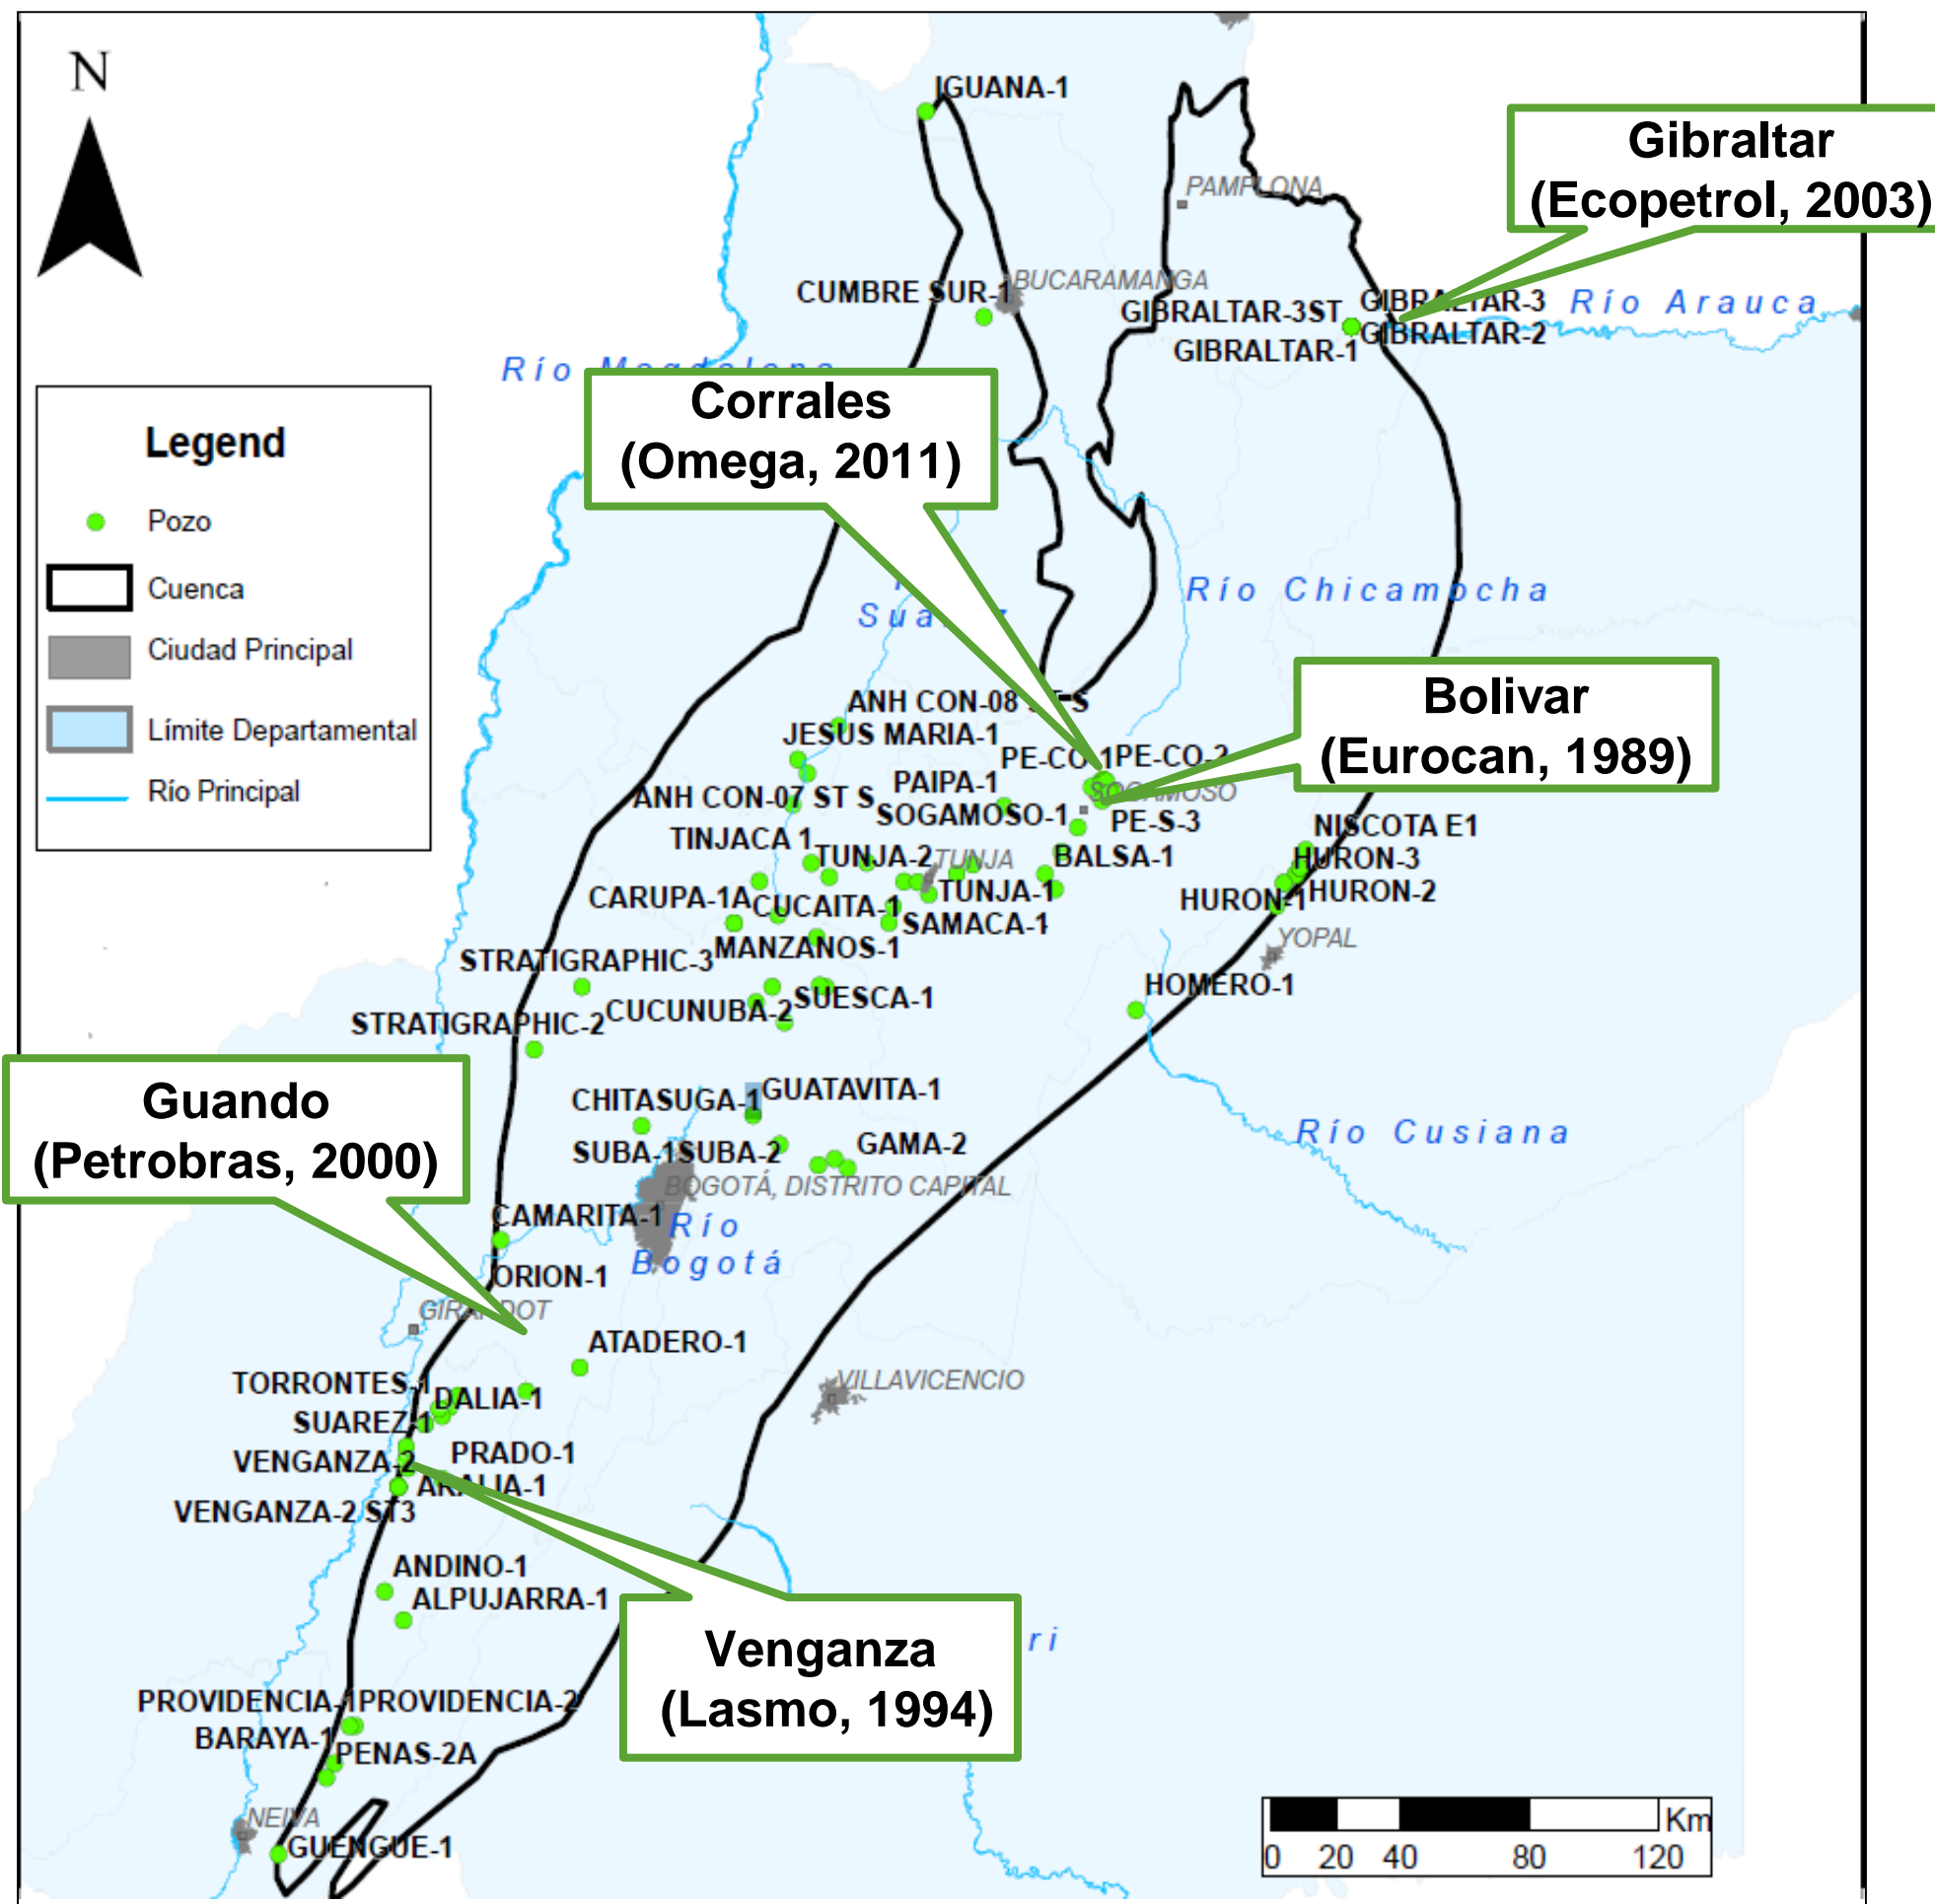 N
IGUANA-1
Gibraltar
(Ecopetrol, 2003)
PAMPLONA
BUCARAMANGA
CUMBRE SUR-1
GIBRALTAR-3ST
GIBRALTAR-3
Río Arauca
GIBRALTAR-2
GIBRALTAR-1
Río Magdalena
Corrales
(Omega, 2011)
Legend
Pozo
Cuenca
Ciudad Principal
Límite Departamental
Río Principal
Río Chicamocha
Bolivar
(Eurocan, 1989)
ANH CON-08 ST-S
JESUS MARIA-1
PE-CO-1
PE-CO-2
PAIPA-1
SOGAMOSO
ANH CON-07 ST S
SOGAMOSO-1
PE-S-3
NISCOTA E1
TINJACA 1
TUNJA-2
TUNJA
BALSA-1
HURON-3
CARUPA-1A
CUCAITA-1
TUNJA-1
HURON-1
HURON-2
SAMACA-1
MANZANOS-1
YOPAL
STRATIGRAPHIC-3
HOMERO-1
CUCUNUBA-2
SUESCA-1
STRATIGRAPHIC-2
Guando
(Petrobras, 2000)
CHITASUGA-1
GUATAVITA-1
Río Cusiana
SUBA-1
SUBA-2
GAMA-2
BOGOTÁ, DISTRITO CAPITAL
CAMARITA-1
Río
Bogotá
ORION-1
GIRARDOT
ATADERO-1
TORRONTES-1
DALIA-1
VILLAVICENCIO
SUAREZ-1
PRADO-1
VENGANZA-2
ARALIA-1
VENGANZA-2 ST3
ANDINO-1
ALPUJARRA-1
Venganza
(Lasmo, 1994)
ri
PROVIDENCIA-1
PROVIDENCIA-2
BARAYA-1
PENAS-2A
NEIVA
GUENGUE-1
Km
0 20 40 80 120